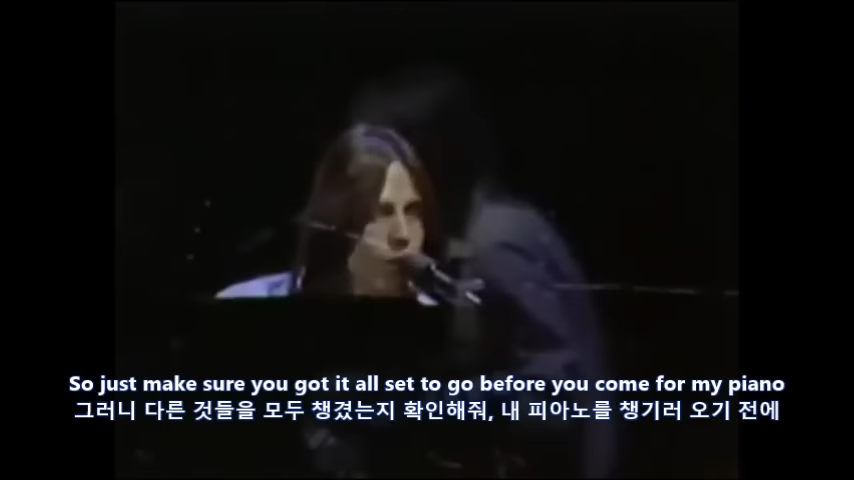 So just make sure you got it all set to go before you come for my piano
그러니 다른 것들을 모두 챙겼는지 확인해줘, 내 피아노를 챙기러 오기 전에